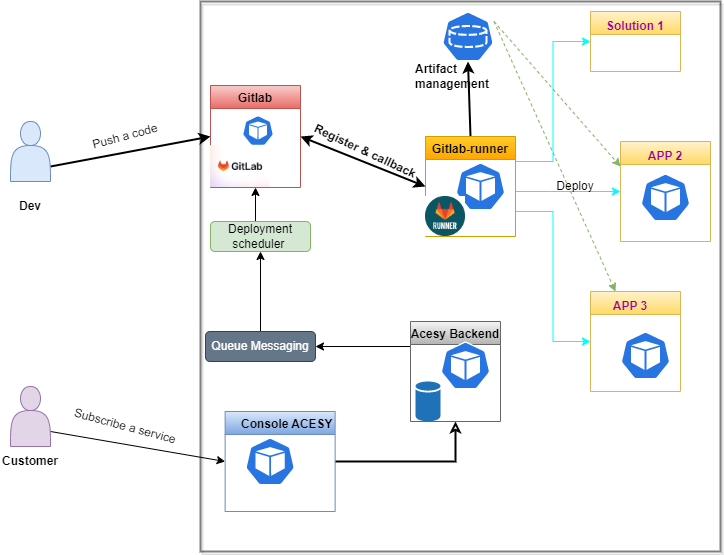 Solution 1
Artifact
management
Gitlab
Push a code
Register & callback
Gitlab-runner
GitLab
APP 2
Deploy
Dev
RUNNER
Deployment
scheduler
APP 3
Queue Messaging
Acesy Backend
Subscribe a service
Console ACESY
Customer